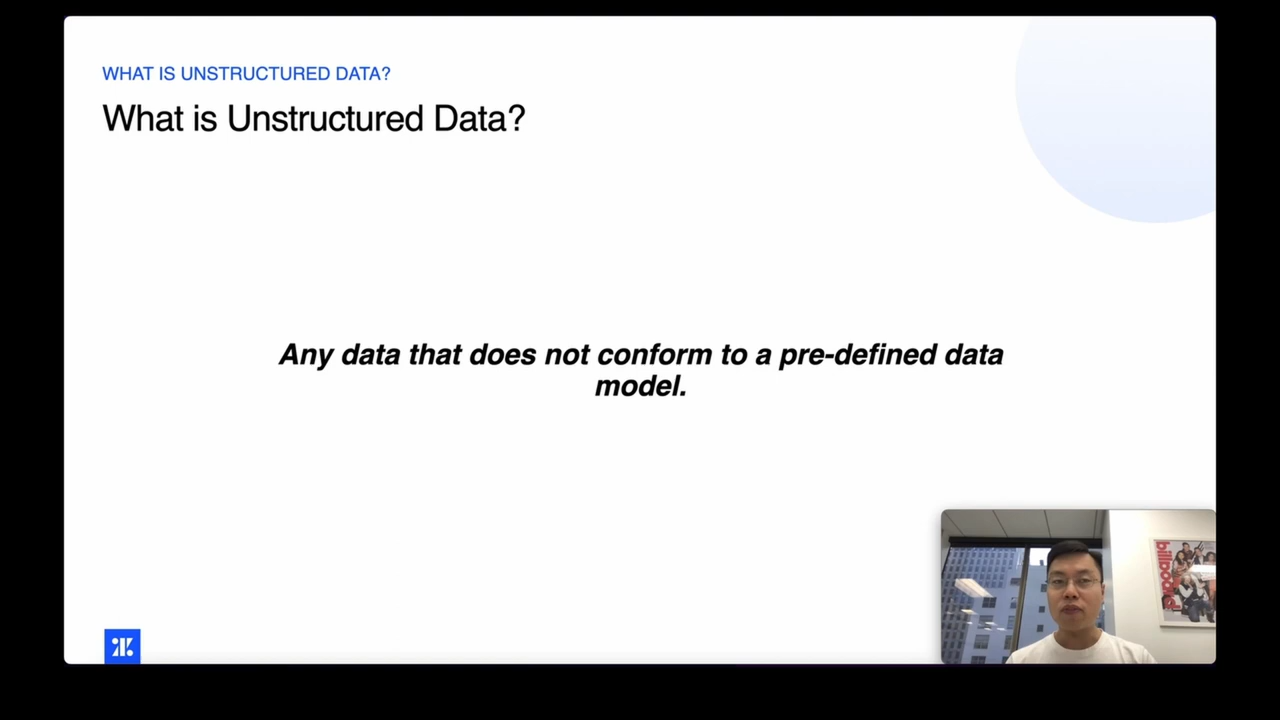 WHAT IS UNSTRUCTURED DATA?
What is Unstructured Data?
Any data that does not conform to a pre-defined data
model.
billboard